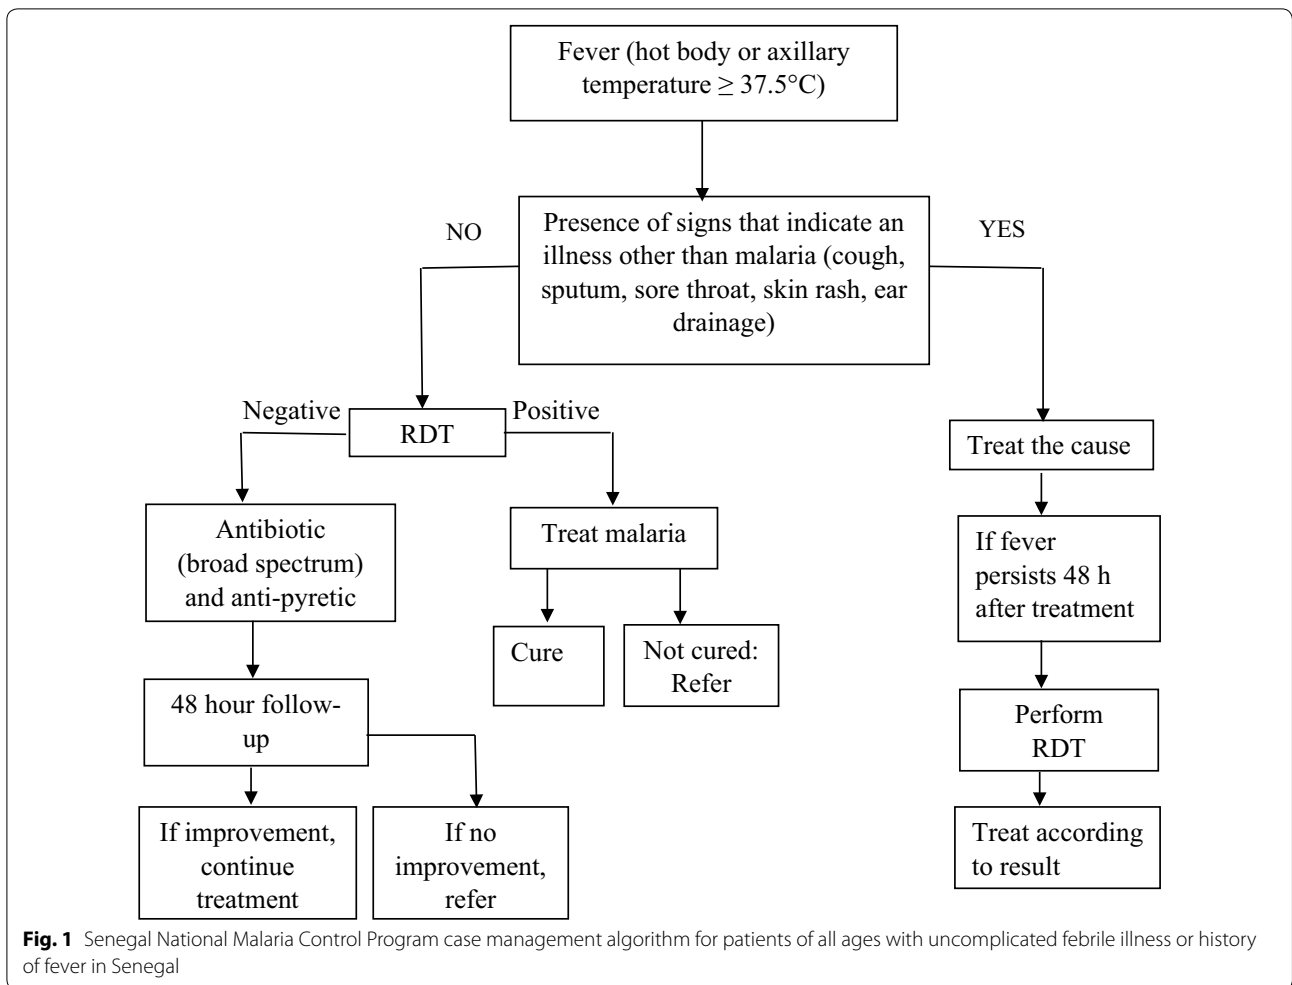 Fever (hot body or axillary
temperature ≥ 37.5°C)
Presence of signs that indicate an
illness other than malaria (cough,
sputum, sore throat, skin rash, ear
drainage)
NO
YES
Negative
RDT
Positive
Antibiotic
(broad spectrum)
and anti-pyretic
48 hour follow-
up
If improvement,
continue
treatment
If no
improvement,
refer
Treat malaria
Cure
Not cured:
Refer
Treat the cause
If fever
persists 48 h
after treatment
Perform
RDT
Treat according
to result
Fig. 1 Senegal National Malaria Control Program case management algorithm for patients of all ages with uncomplicated febrile illness or history
of fever in Senegal